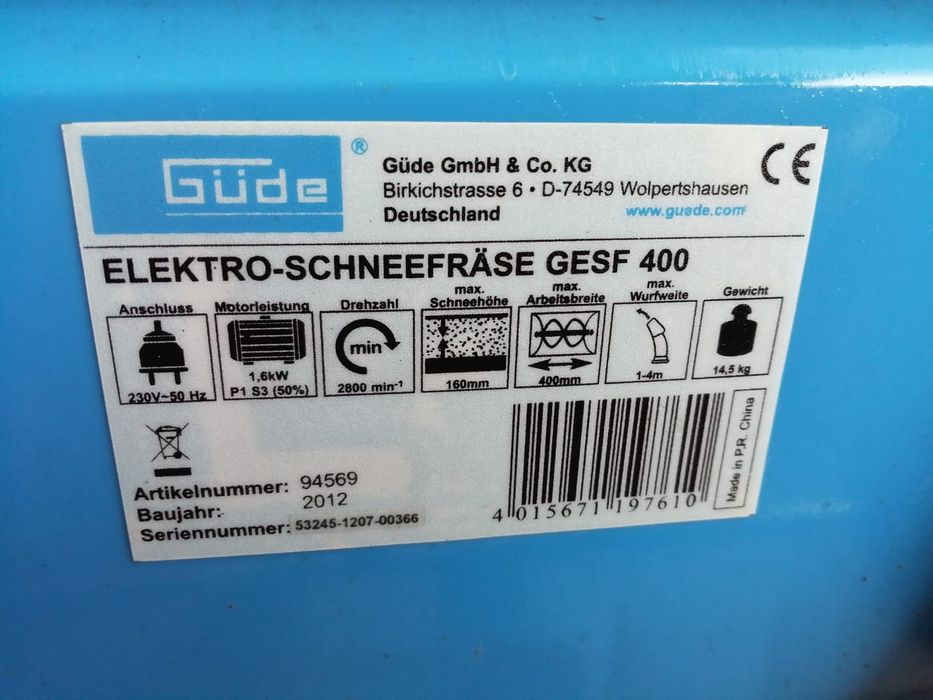 Güde ®
Güde GmbH & Co. KG
Birkichstrasse 6 • D-74549 Wolpertshausen
Deutschland
www.guede.com
CE
ELEKTRO-SCHNEEFRÄSE GESF 400
Anschluss
230V~50 Hz
Motorleistung
1,6kW
P1 S3 (50%)
Drehzahl
min
2800 min⁻¹
max.
Schneehöhe
160mm
max.
Arbeitsbreite
400mm
max.
Wurfweite
1-4m
Gewicht
14,5 kg
Artikelnummer: 94569
Baujahr: 2012
Seriennummer: 53245-1207-00366
4 015671 197610
Made in P.R. China